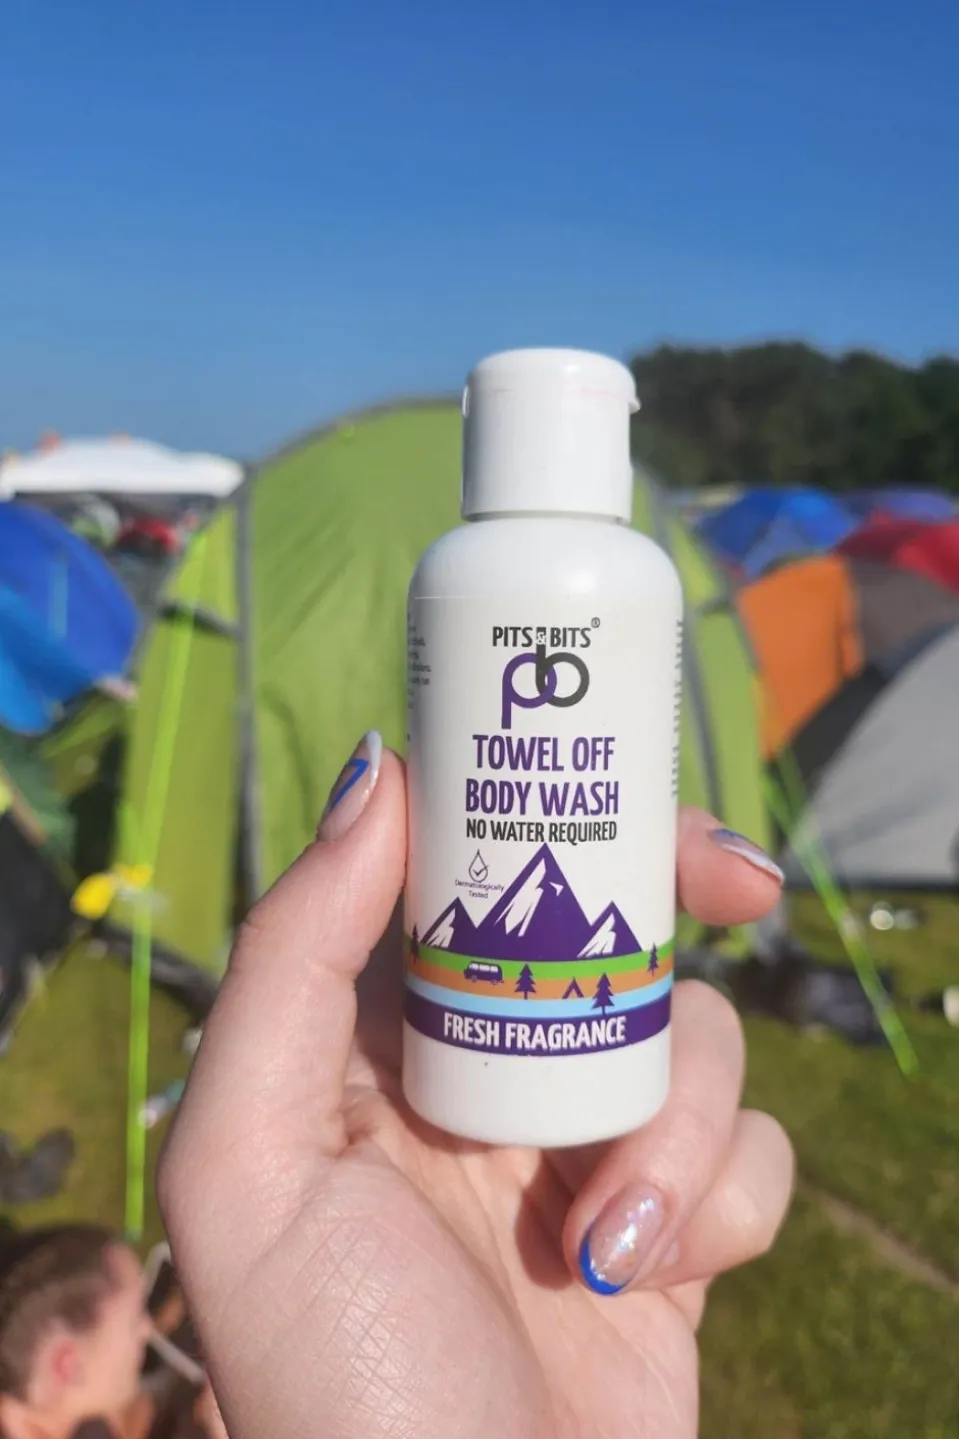 PITS & BITS®
pb
TOWEL OFF
BODY WASH
NO WATER REQUIRED
Dermatologically
Tested
FRESH FRAGRANCE